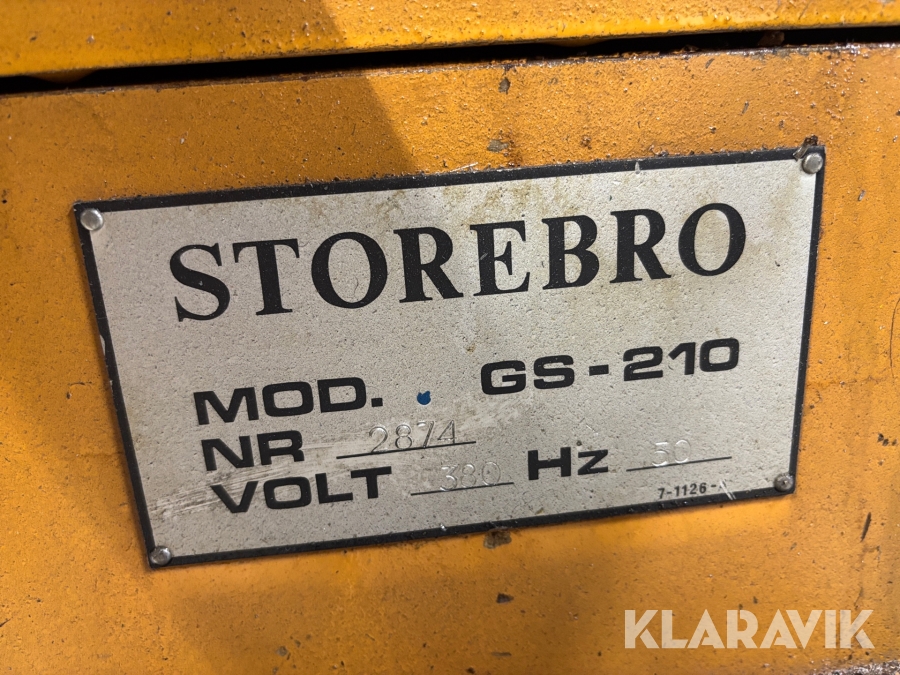 STOREBRO
MOD. GS-210
NR 2874
VOLT 380 Hz 50
7-1126-
KLARAVIK